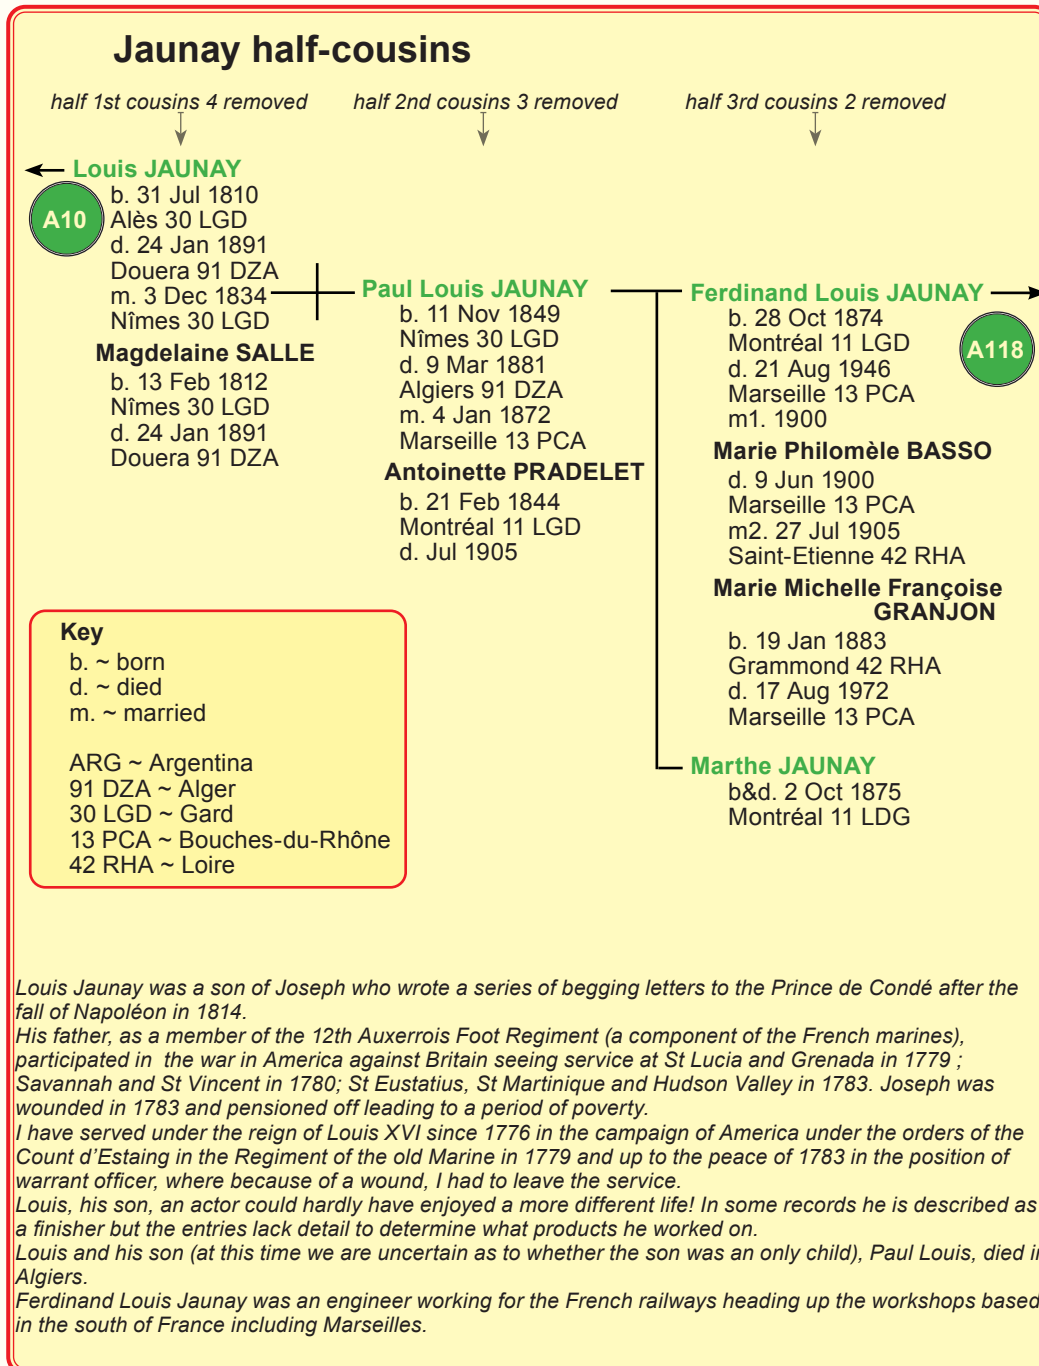 Jaunay half-cousins
half 1st cousins 4 removed
half 2nd cousins 3 removed
half 3rd cousins 2 removed
Louis JAUNAY
A10
b. 31 Jul 1810
Alès 30 LGD
d. 24 Jan 1891
Douera 91 DZA
m. 3 Dec 1834
Nîmes 30 LGD
Magdelaine SALLE
b. 13 Feb 1812
Nîmes 30 LGD
d. 24 Jan 1891
Douera 91 DZA
Paul Louis JAUNAY
b. 11 Nov 1849
Nîmes 30 LGD
d. 9 Mar 1881
Algiers 91 DZA
m. 4 Jan 1872
Marseille 13 PCA
Antoinette PRADELET
b. 21 Feb 1844
Montréal 11 LGD
d. Jul 1905
Ferdinand Louis JAUNAY
A118
b. 28 Oct 1874
Montréal 11 LGD
d. 21 Aug 1946
Marseille 13 PCA
m1. 1900
Marie Philomèle BASSO
d. 9 Jun 1900
Marseille 13 PCA
m2. 27 Jul 1905
Saint-Etienne 42 RHA
Marie Michelle Françoise
GRANJON
b. 19 Jan 1883
Grammond 42 RHA
d. 17 Aug 1972
Marseille 13 PCA
Marthe JAUNAY
b&d. 2 Oct 1875
Montréal 11 LDG
Key
b. ~ born
d. ~ died
m. ~ married
ARG ~ Argentina
91 DZA ~ Alger
30 LGD ~ Gard
13 PCA ~ Bouches-du-Rhône
42 RHA ~ Loire
Louis Jaunay was a son of Joseph who wrote a series of begging letters to the Prince de Condé after the
fall of Napoléon in 1814.
His father, as a member of the 12th Auxerrois Foot Regiment (a component of the French marines),
participated in the war in America against Britain seeing service at St Lucia and Grenada in 1779 ;
Savannah and St Vincent in 1780; St Eustatius, St Martinique and Hudson Valley in 1783. Joseph was
wounded in 1783 and pensioned off leading to a period of poverty.
I have served under the reign of Louis XVI since 1776 in the campaign of America under the orders of the
Count d'Estaing in the Regiment of the old Marine in 1779 and up to the peace of 1783 in the position of
warrant officer, where because of a wound, I had to leave the service.
Louis, his son, an actor could hardly have enjoyed a more different life! In some records he is described as
a finisher but the entries lack detail to determine what products he worked on.
Louis and his son (at this time we are uncertain as to whether the son was an only child), Paul Louis, died in
Algiers.
Ferdinand Louis Jaunay was an engineer working for the French railways heading up the workshops based
in the south of France including Marseilles.